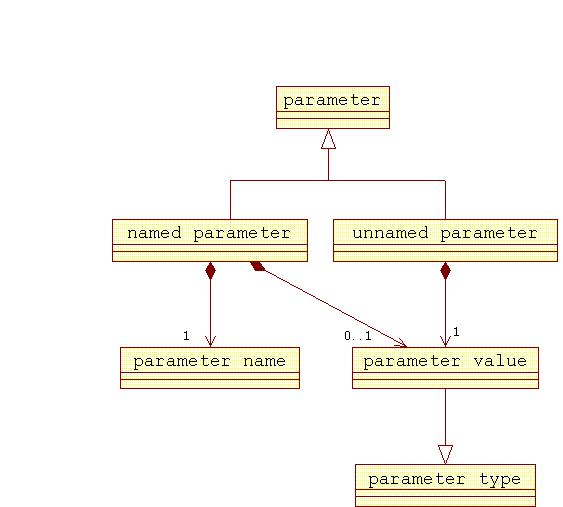 parameter
named parameter
unnamed parameter
1
0..1
1
parameter name
parameter value
parameter type